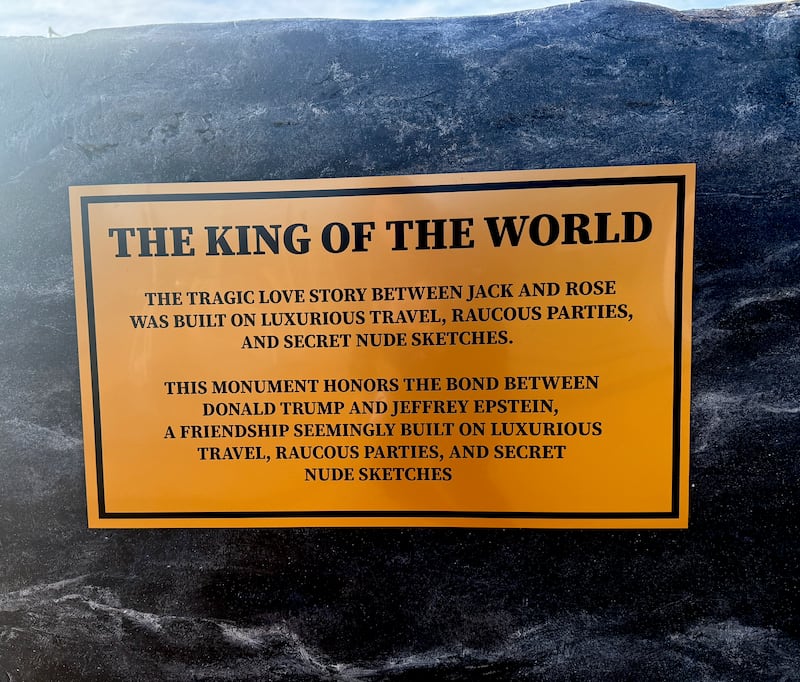 THE KING OF THE WORLD
THE TRAGIC LOVE STORY BETWEEN JACK AND ROSE
WAS BUILT ON LUXURIOUS TRAVEL, RAUCOUS PARTIES,
AND SECRET NUDE SKETCHES.
THIS MONUMENT HONORS THE BOND BETWEEN
DONALD TRUMP AND JEFFREY EPSTEIN,
A FRIENDSHIP SEEMINGLY BUILT ON LUXURIOUS
TRAVEL, RAUCOUS PARTIES, AND SECRET
NUDE SKETCHES